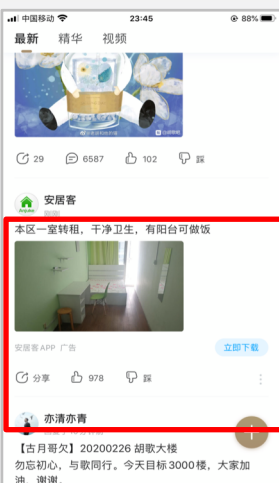 中国移动 23:45 88%
最新 精华 视频
29 6587 102 踩
安居客
本区一室转租，干净卫生，有阳台可做饭
安居客APP 广告 立即下载
分享 978 踩
亦清亦青
【古月哥欠】20200226 胡歌大楼
勿忘初心，与歌同行。今天目标3000楼，大家加
油，谢谢。